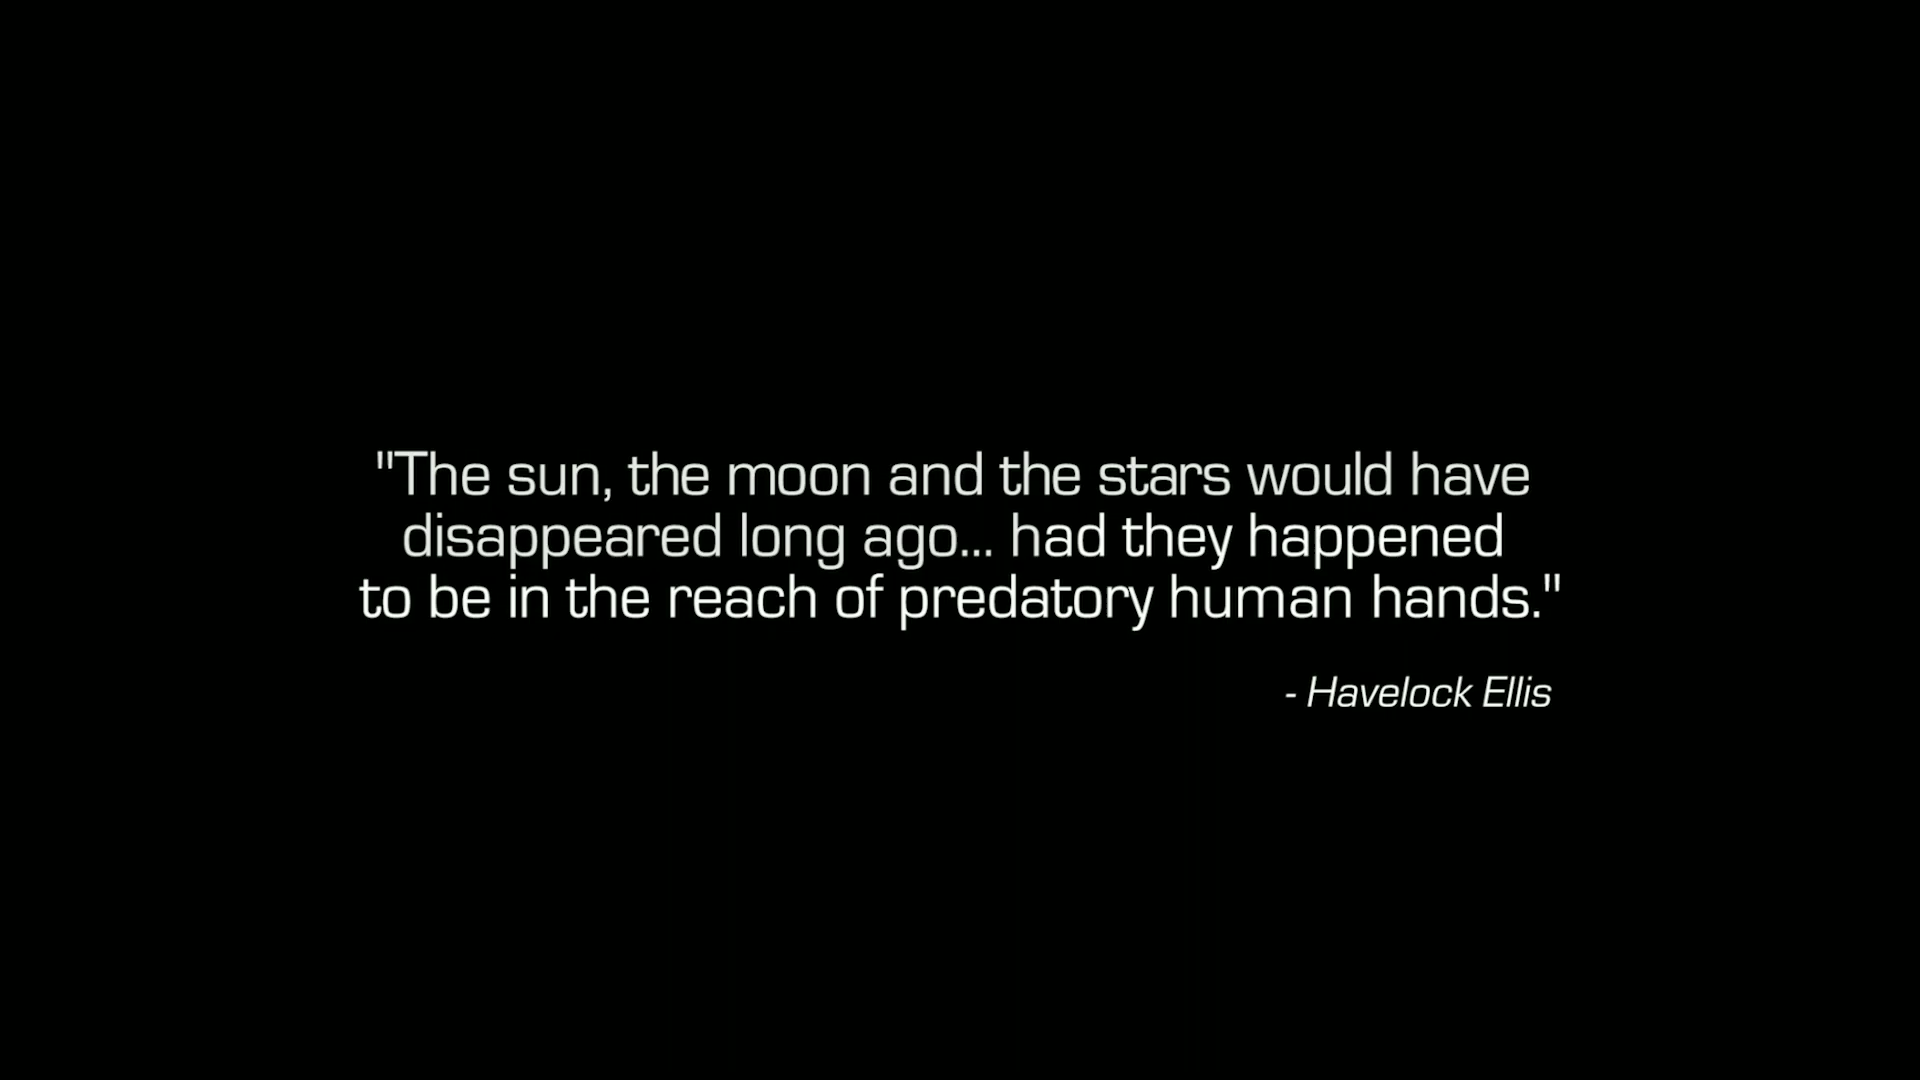 "The sun, the moon and the stars would have
disappeared long ago... had they happened
to be in the reach of predatory human hands."
- Havelock Ellis